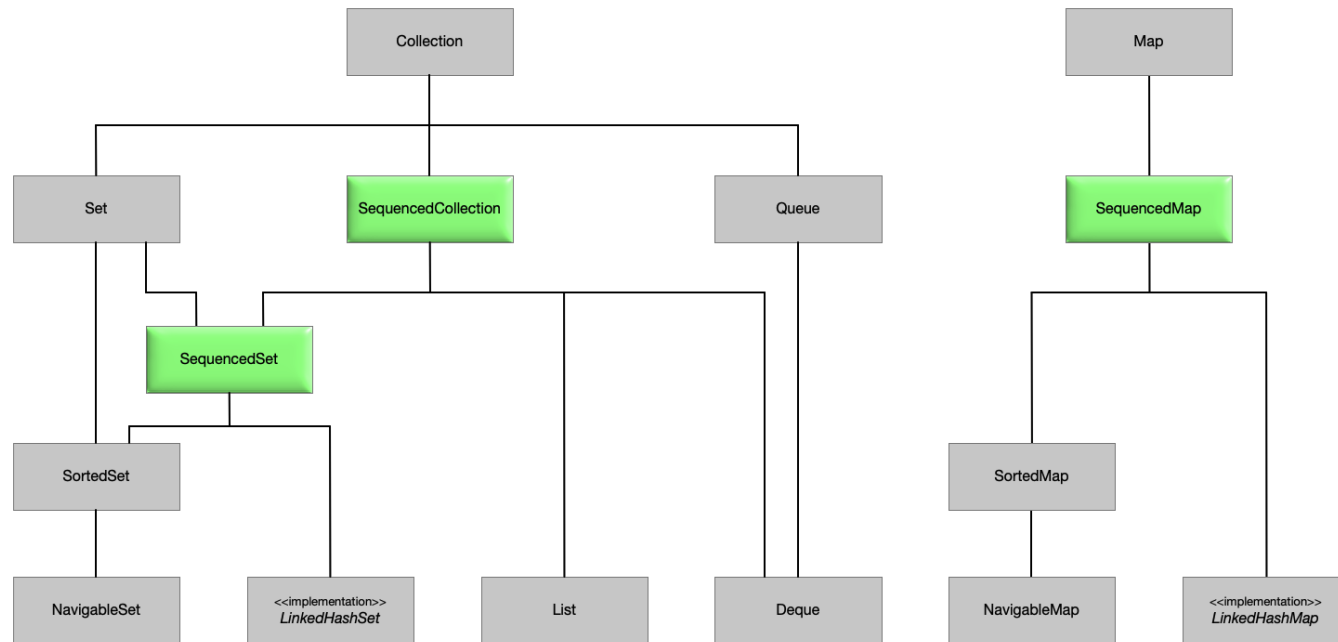 Collection
Map
Set
SequencedCollection
Queue
SequencedMap
SequencedSet
SortedSet
SortedMap
NavigableSet
<<implementation>>
LinkedHashSet
List
Deque
NavigableMap
<<implementation>>
LinkedHashMap